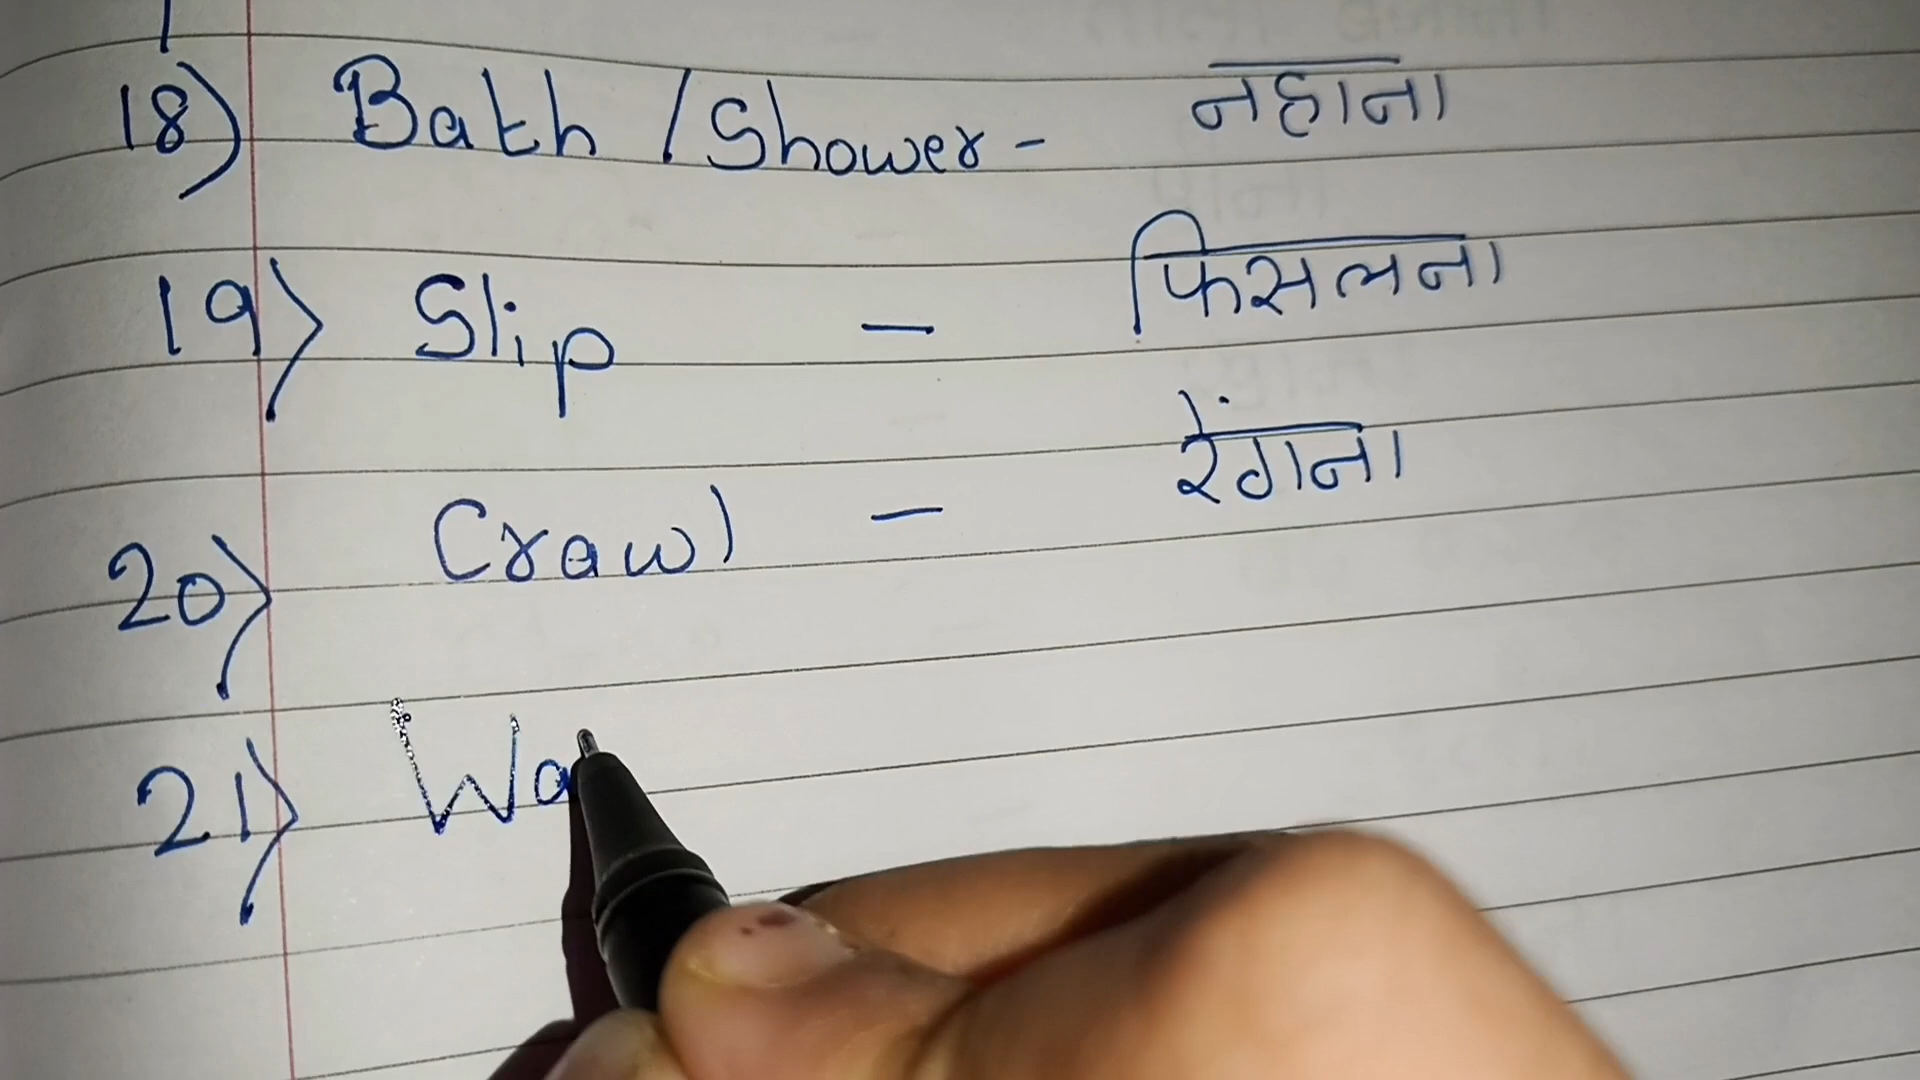 18) Bath / Shower - नहाना
19) Slip - फिसलना
20) Crawl - रेंगना
21) Wa